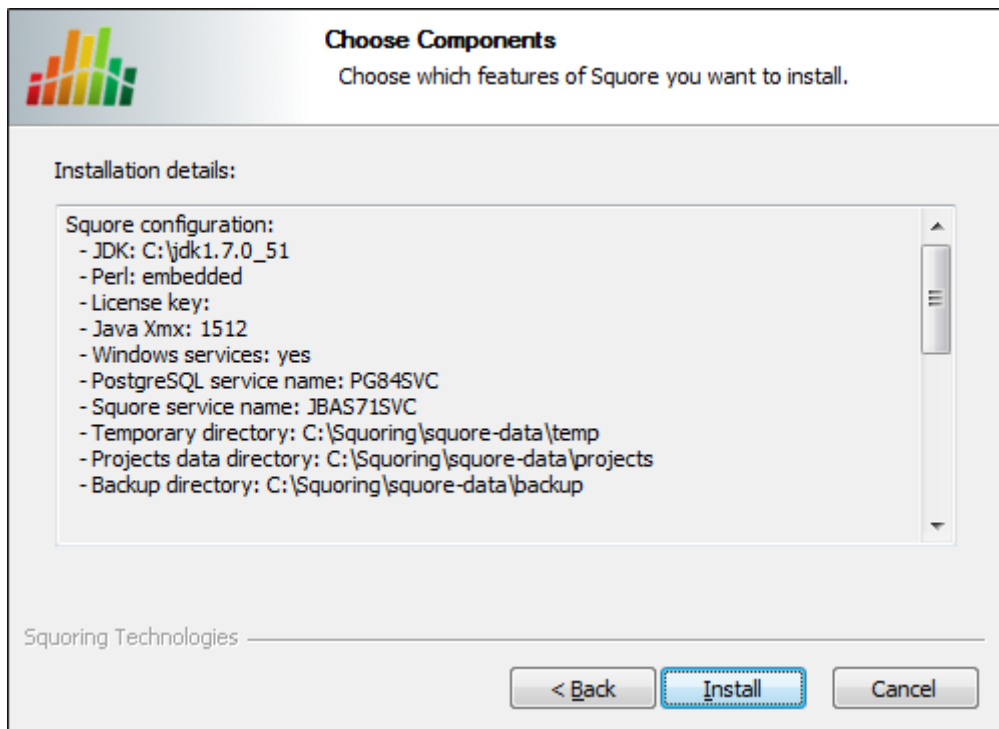 Choose Components
Choose which features of Squore you want to install.
Installation details:
Squore configuration:
- JDK: C:\jdk1.7.0_51
- Perl: embedded
- License key:
- Java Xmx: 1512
- Windows services: yes
- PostgreSQL service name: PG84SVC
- Squore service name: JBAS71SVC
- Temporary directory: C:\Squoring\squore-data\temp
- Projects data directory: C:\Squoring\squore-data\projects
- Backup directory: C:\Squoring\squore-data\backup
Squoring Technologies
< Back Install Cancel